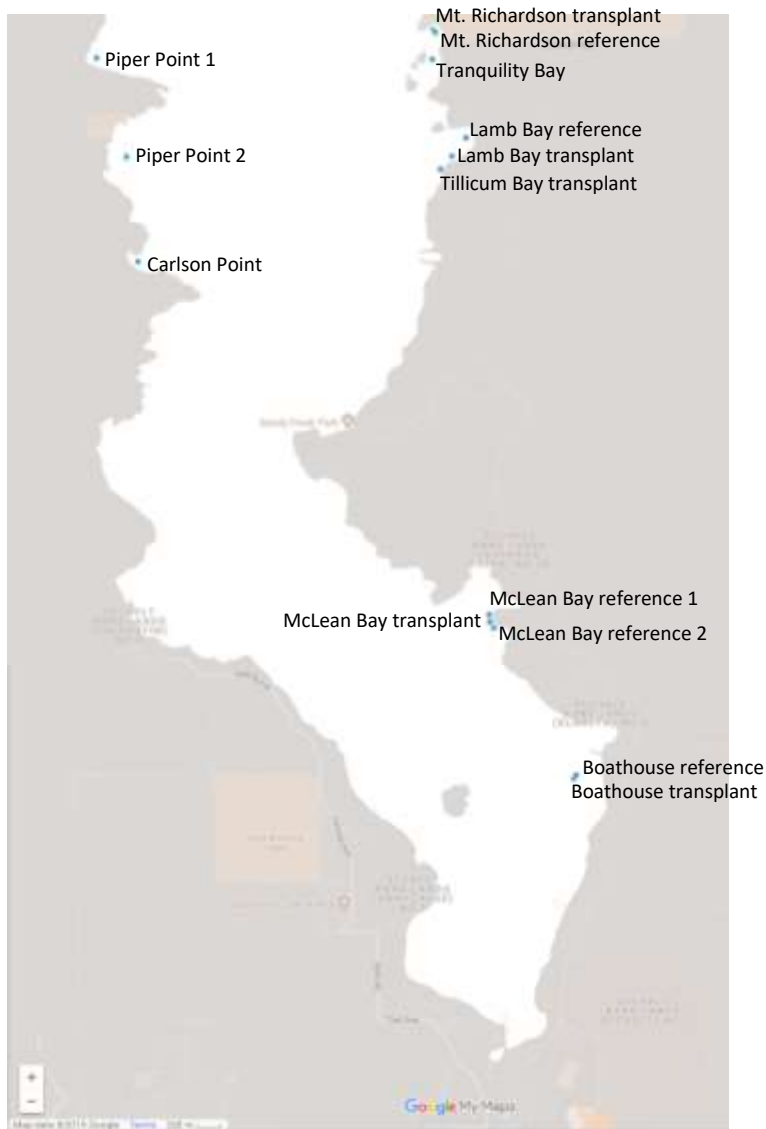 Mt. Richardson transplant
Mt. Richardson reference
Piper Point 1
Tranquility Bay
Lamb Bay reference
Piper Point 2
Lamb Bay transplant
Tillicum Bay transplant
Carlson Point
McLean Bay reference 1
McLean Bay transplant
McLean Bay reference 2
Boathouse reference
Boathouse transplant
+
−
Google My Maps
Terms